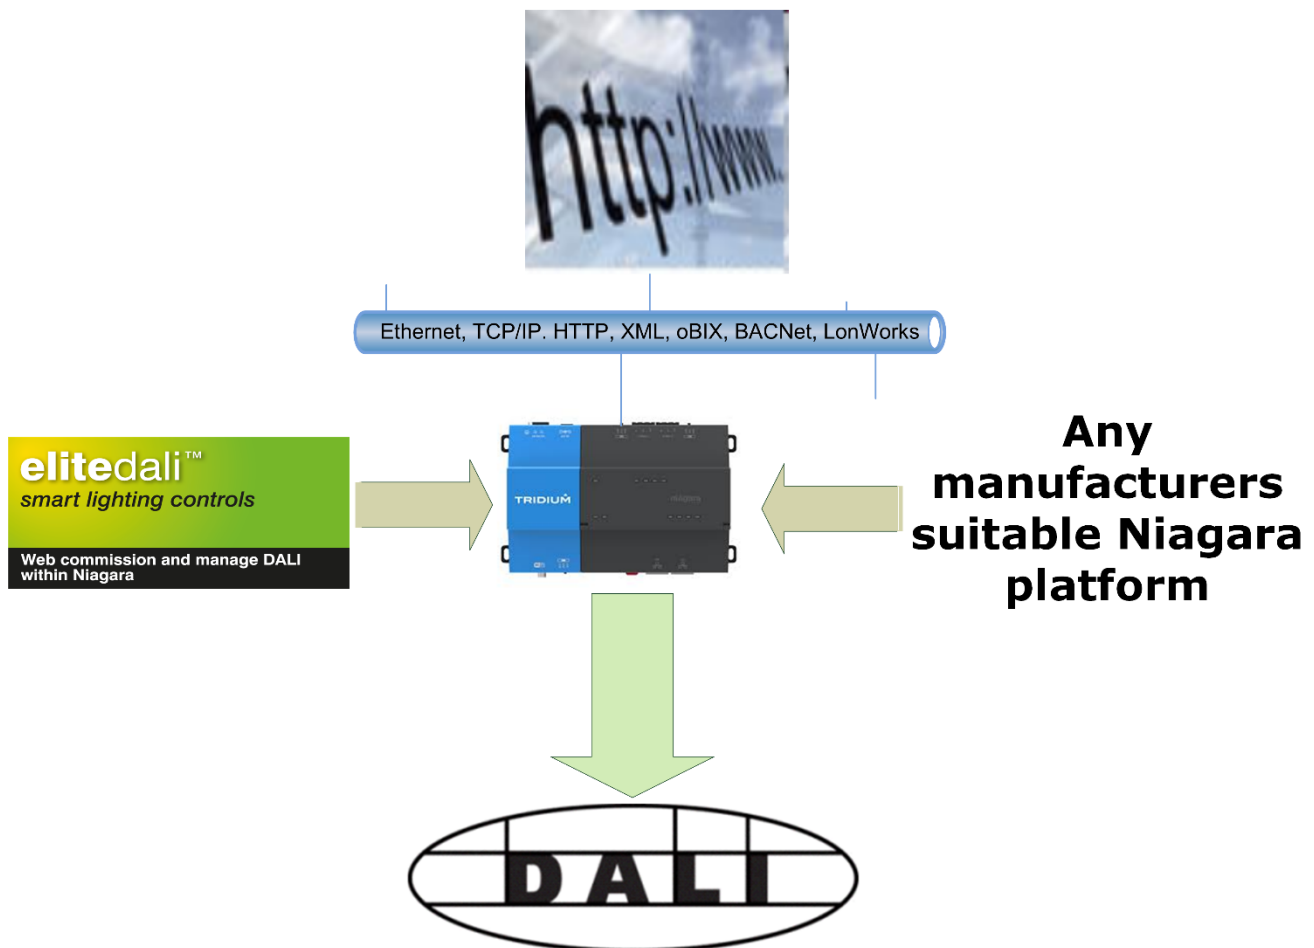 http://www.
Ethernet, TCP/IP. HTTP, XML, oBIX, BACNet, LonWorks
elitedali™
smart lighting controls
Web commission and manage DALI
within Niagara
TRIDIUM
niagara
Any
manufacturers
suitable Niagara
platform
DALI